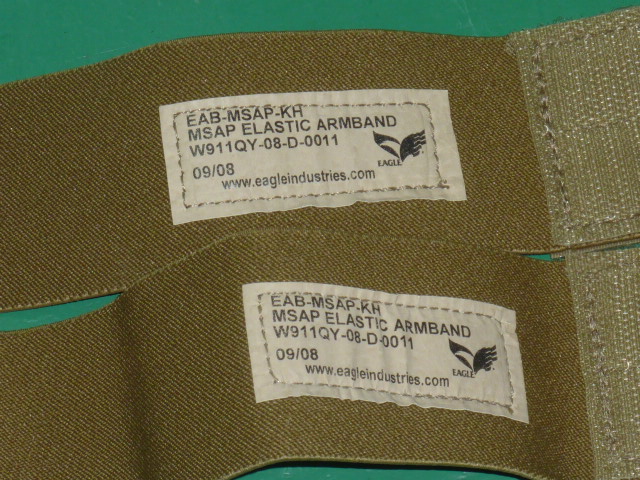 EAB-MSAP-KH
MSAP ELASTIC ARMBAND
W911QY-08-D-0011
09/08
EAGLE
www.eagleindustries.com
EAB-MSAP-KH
MSAP ELASTIC ARMBAND
W911QY-08-D-0011
09/08
EAGLE
www.eagleindustries.com